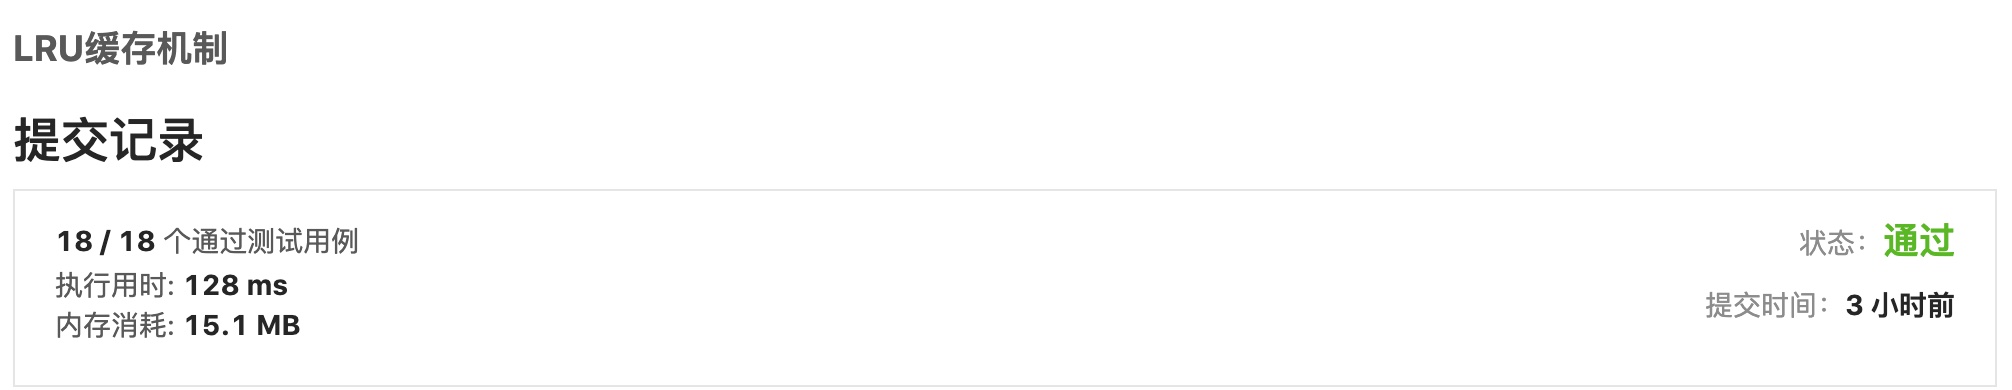 LRU缓存机制
提交记录
18 / 18 个通过测试用例
状态：通过
执行用时: 128 ms
提交时间：3 小时前
内存消耗: 15.1 MB